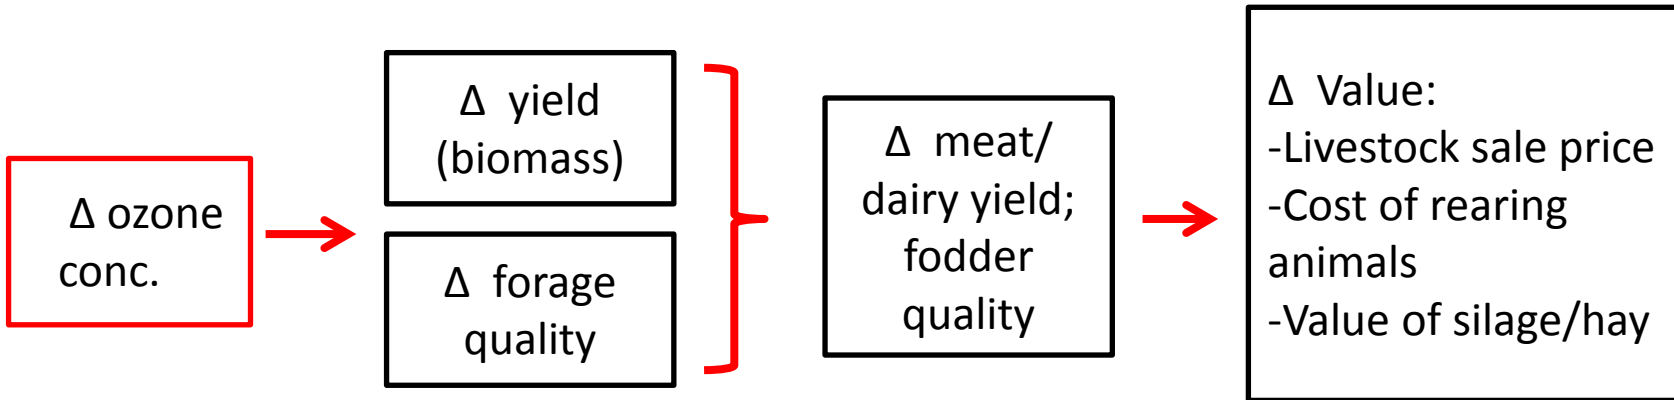 Δ ozone
conc.
Δ yield
(biomass)
Δ forage
quality
Δ meat/
dairy yield;
fodder
quality
Δ Value:
-Livestock sale price
-Cost of rearing
animals
-Value of silage/hay